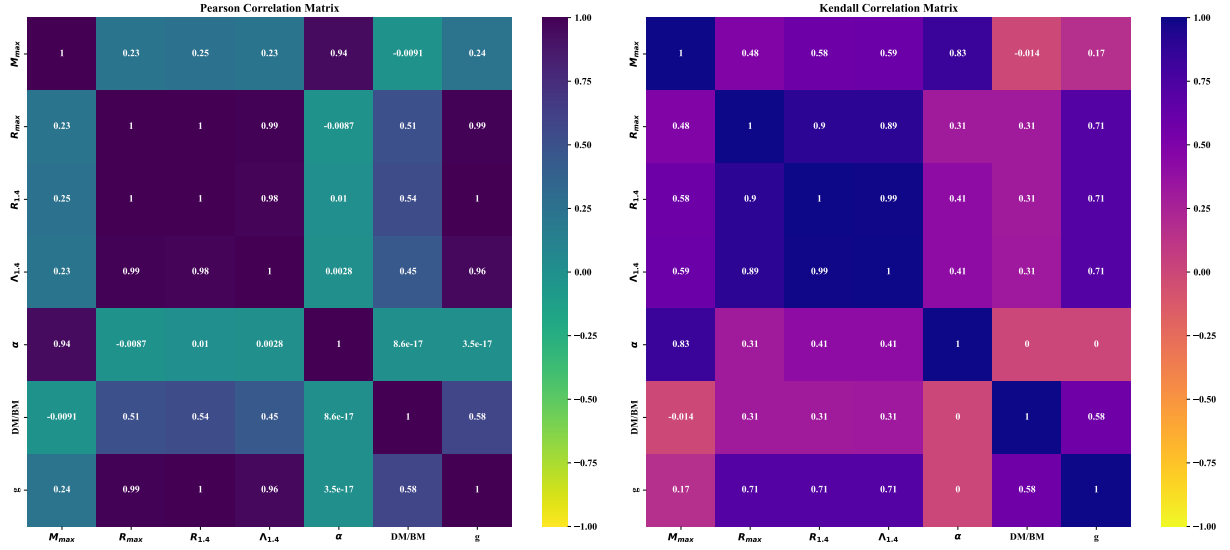 Pearson Correlation Matrix
M_max 1 0.23 0.25 0.23 0.94 -0.0091 0.24
R_max 0.23 1 1 0.99 -0.0087 0.51 0.99
R_1.4 0.25 1 1 0.98 0.01 0.54 1
Λ_1.4 0.23 0.99 0.98 1 0.0028 0.45 0.96
α 0.94 -0.0087 0.01 0.0028 1 8.6e-17 3.5e-17
DM/BM -0.0091 0.51 0.54 0.45 8.6e-17 1 0.58
g 0.24 0.99 1 0.96 3.5e-17 0.58 1
M_max R_max R_1.4 Λ_1.4 α DM/BM g
1.00
0.75
0.50
0.25
0.00
−0.25
−0.50
−0.75
−1.00
Kendall Correlation Matrix
M_max 1 0.48 0.58 0.59 0.83 -0.014 0.17
R_max 0.48 1 0.9 0.89 0.31 0.31 0.71
R_1.4 0.58 0.9 1 0.99 0.41 0.31 0.71
Λ_1.4 0.59 0.89 0.99 1 0.41 0.31 0.71
α 0.83 0.31 0.41 0.41 1 0 0
DM/BM -0.014 0.31 0.31 0.31 0 1 0.58
g 0.17 0.71 0.71 0.71 0 0.58 1
M_max R_max R_1.4 Λ_1.4 α DM/BM g
1.00
0.75
0.50
0.25
0.00
−0.25
−0.50
−0.75
−1.00